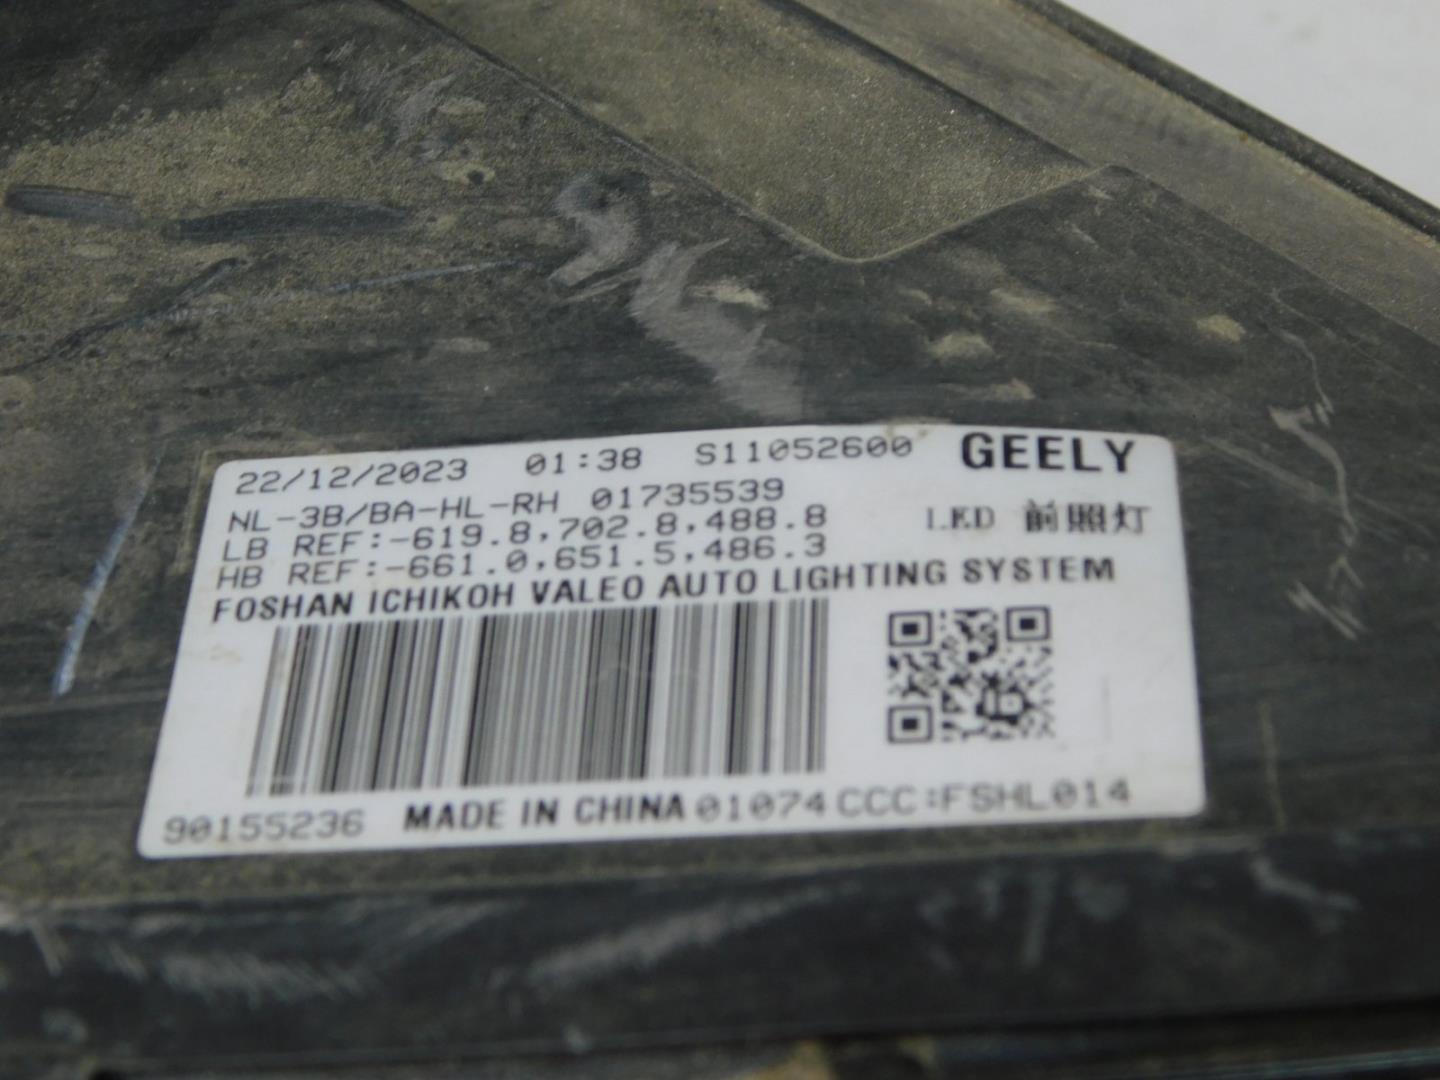 22/12/2023 01:38 S11052600 GEELY
NL-3B/BA-HL-RH 01735539
LB REF:-619.8,702.8,488.8 LED 前照灯
HB REF:-661.0,651.5,486.3
FOSHAN ICHIKOH VALEO AUTO LIGHTING SYSTEM
90155236 MADE IN CHINA 01074 CCC:FSHL014